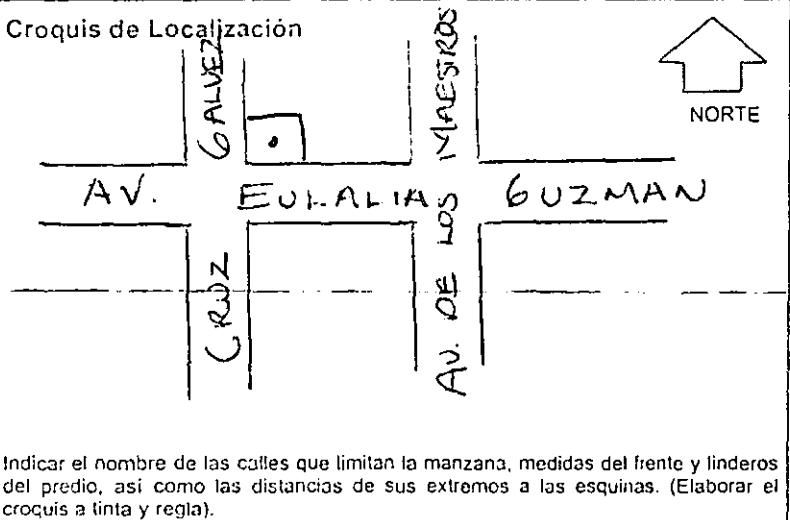 Croquis de Localización
NORTE
CRUZ GALVEZ
AV. EULALIA GUZMAN
AV. DE LOS MAESTROS
Indicar el nombre de las calles que limitan la manzana, medidas del frente y linderos
del predio, así como las distancias de sus extremos a las esquinas. (Elaborar el
croquis a tinta y regla).